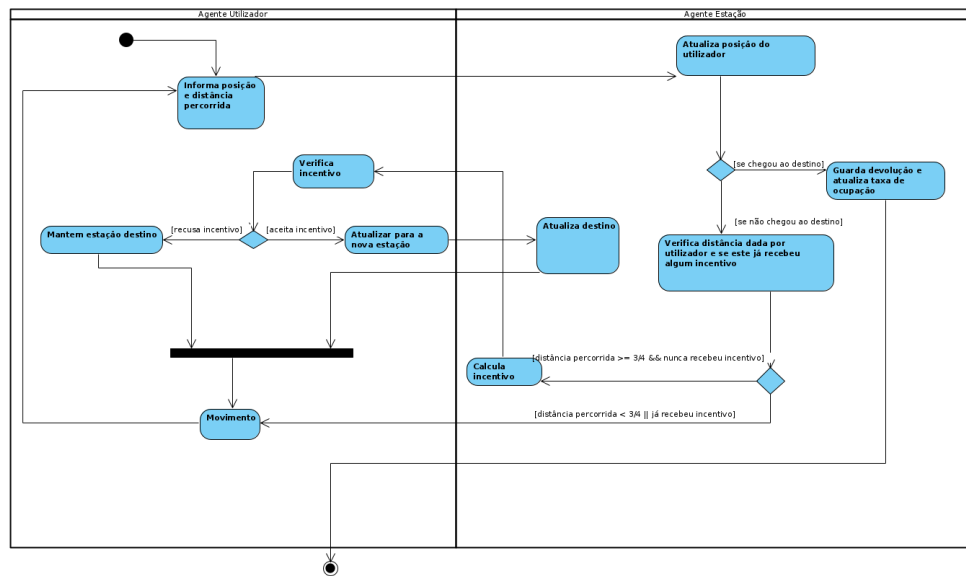 Agente Utilizador
Agente Estação
Atualiza posição do
utilizador
Informa posição
e distância
percorrida
[se chegou ao destino]
Guarda devolução e
atualiza taxa de
ocupação
Verifica
incentivo
[se não chegou ao destino]
Mantem estação destino
[recusa incentivo]
[aceita incentivo]
Atualizar para a
nova estação
Atualiza destino
Verifica distância dada por
utilizador e se este já recebeu
algum incentivo
[distância percorrida >= 3/4 && nunca recebeu incentivo]
Calcula
incentivo
[distância percorrida < 3/4 || já recebeu incentivo]
Movimento